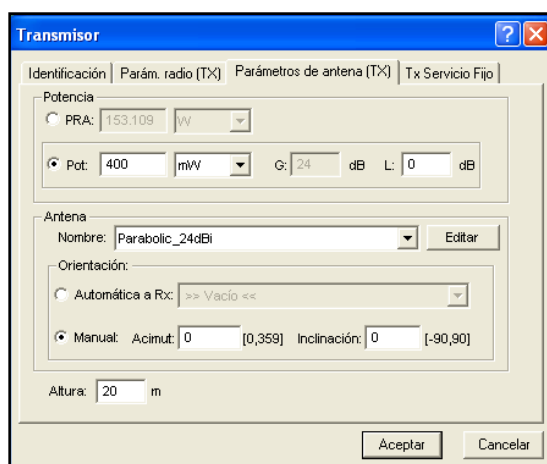 Transmisor
Identificación Parám. radio (TX) Parámetros de antena (TX) Tx Servicio Fijo
Potencia
PRA: 153.109 W
Pot: 400 mW G: 24 dB L: 0 dB
Antena
Nombre: Parabolic_24dBi Editar
Orientación:
Automática a Rx: >> Vacío <<
Manual: Acimut: 0 [0,359] Inclinación: 0 [-90,90]
Altura: 20 m
Aceptar Cancelar